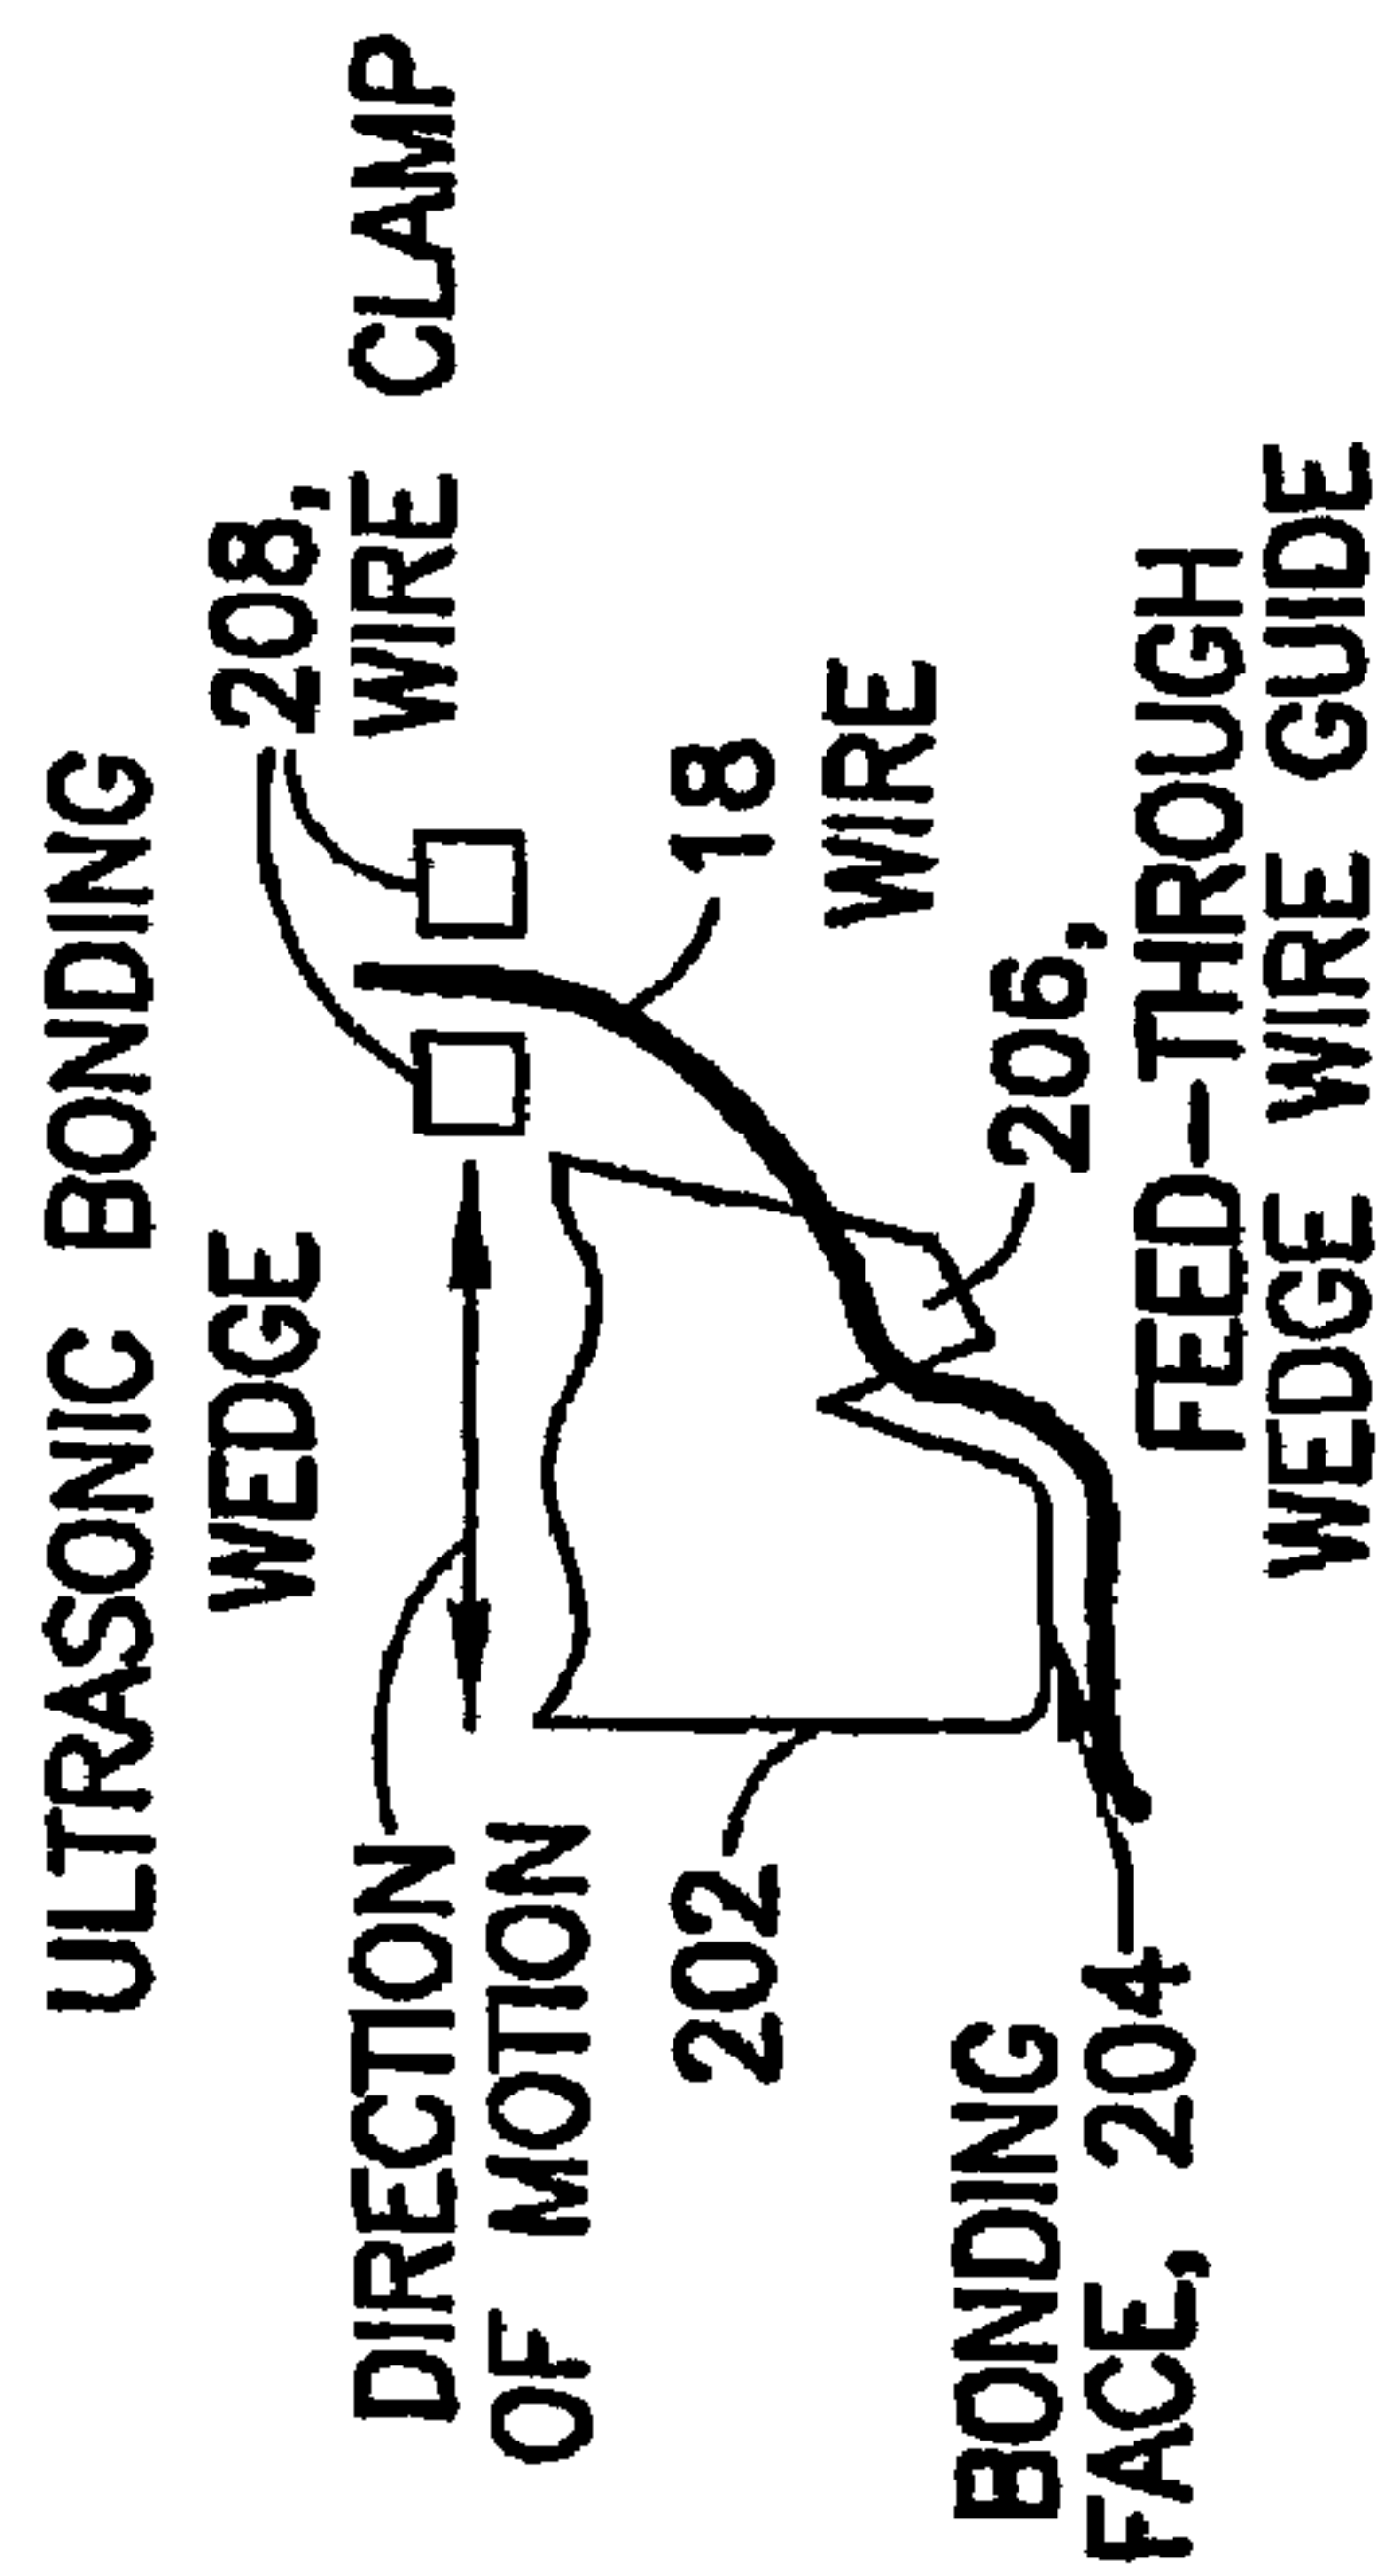 ULTRASONIC BONDING
WEDGE
208,
WIRE CLAMP
DIRECTION
OF MOTION
18
WIRE
202
206,
FEED-THROUGH
WEDGE WIRE GUIDE
BONDING
FACE, 204